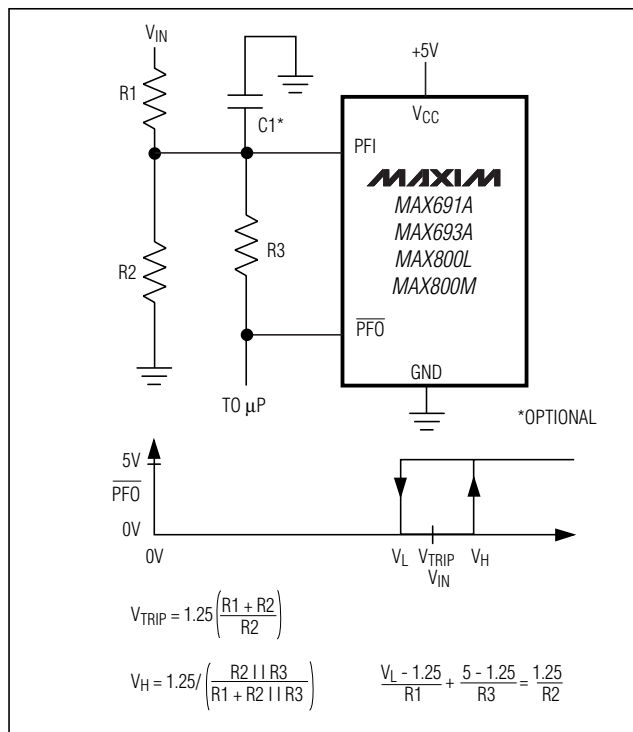 VIN
+5V
R1
VCC
C1*
PFI
MAXIM
MAX691A
MAX693A
MAX800L
MAX800M
R2
R3
PFO
GND
TO µP
*OPTIONAL
5V
PFO
0V
0V
VL
VTRIP
VH
VIN
VTRIP = 1.25 (R1 + R2 / R2)
VH = 1.25/ (R2 I I R3 / R1 + R2 I I R3)
VL - 1.25 / R1 + 5 - 1.25 / R3 = 1.25 / R2